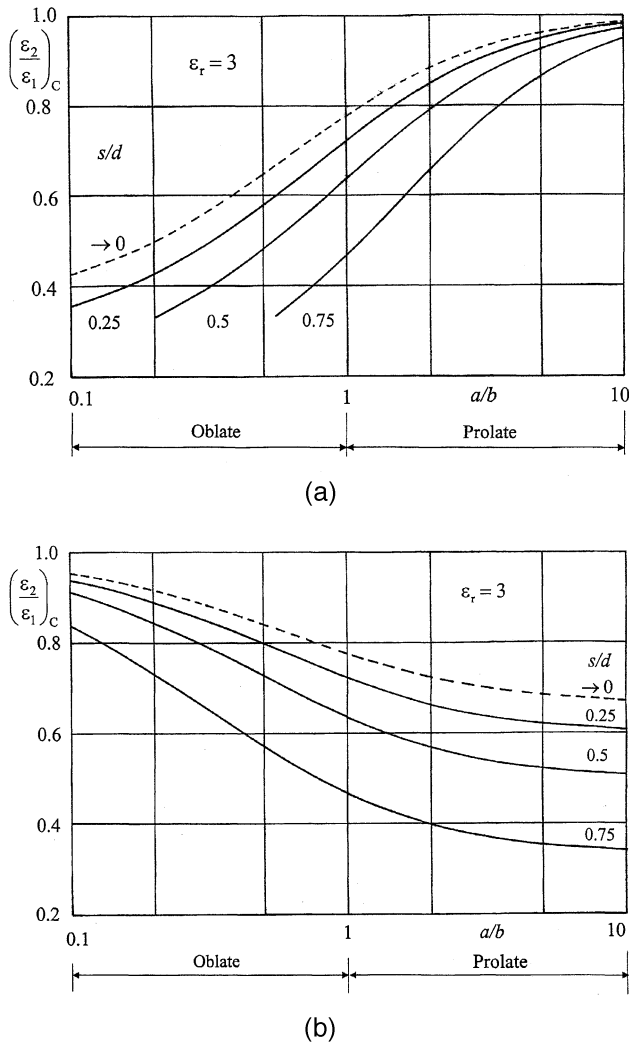 1.0
(ε₂/ε₁)C
εr = 3
0.8
s/d
0.6
→ 0
0.4
0.25
0.5
0.75
0.2
0.1
1
a/b
10
Oblate
Prolate
(a)
1.0
(ε₂/ε₁)C
εr = 3
0.8
s/d
→ 0
0.25
0.6
0.5
0.4
0.75
0.2
0.1
1
a/b
10
Oblate
Prolate
(b)